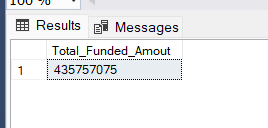 100 %
Results Messages
Total_Funded_Amout
1 435757075